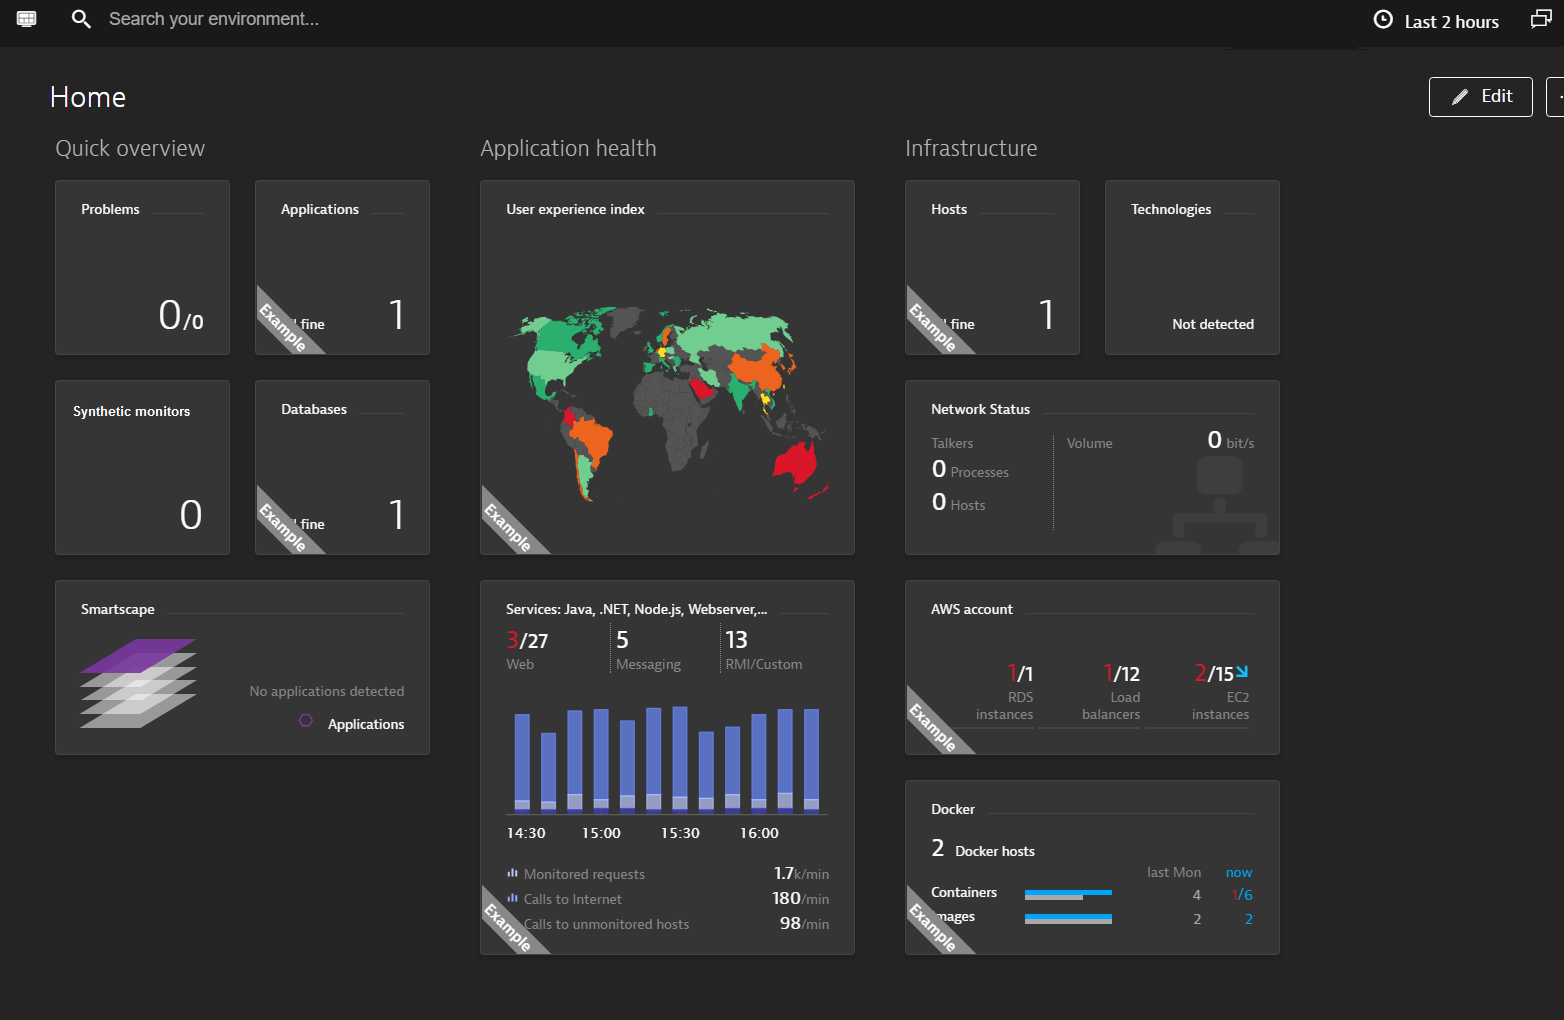 Search your environment...
Last 2 hours
Home
Edit
Quick overview
Application health
Infrastructure
Problems
0/0
Applications
Example
fine
1
Synthetic monitors
0
Databases
Example
fine
1
Smartscape
No applications detected
Applications
User experience index
Example
Services: Java, .NET, Node.js, Webserver,...
3/27
Web
5
Messaging
13
RMI/Custom
14:30 15:00 15:30 16:00
Monitored requests 1.7k/min
Calls to Internet 180/min
Calls to unmonitored hosts 98/min
Example
Hosts
Example
fine
1
Technologies
Not detected
Network Status
Talkers
0 Processes
0 Hosts
Volume
0 bit/s
AWS account
1/1
RDS
instances
1/12
Load
balancers
2/15
EC2
instances
Example
Docker
2 Docker hosts
last Mon now
Containers 4 1/6
mages 2 2
Example